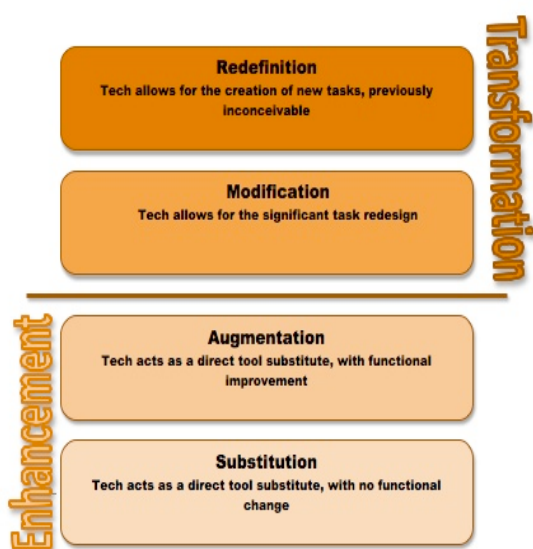 Transformation
Redefinition
Tech allows for the creation of new tasks, previously
inconceivable
Modification
Tech allows for the significant task redesign
Enhancement
Augmentation
Tech acts as a direct tool substitute, with functional
improvement
Substitution
Tech acts as a direct tool substitute, with no functional
change